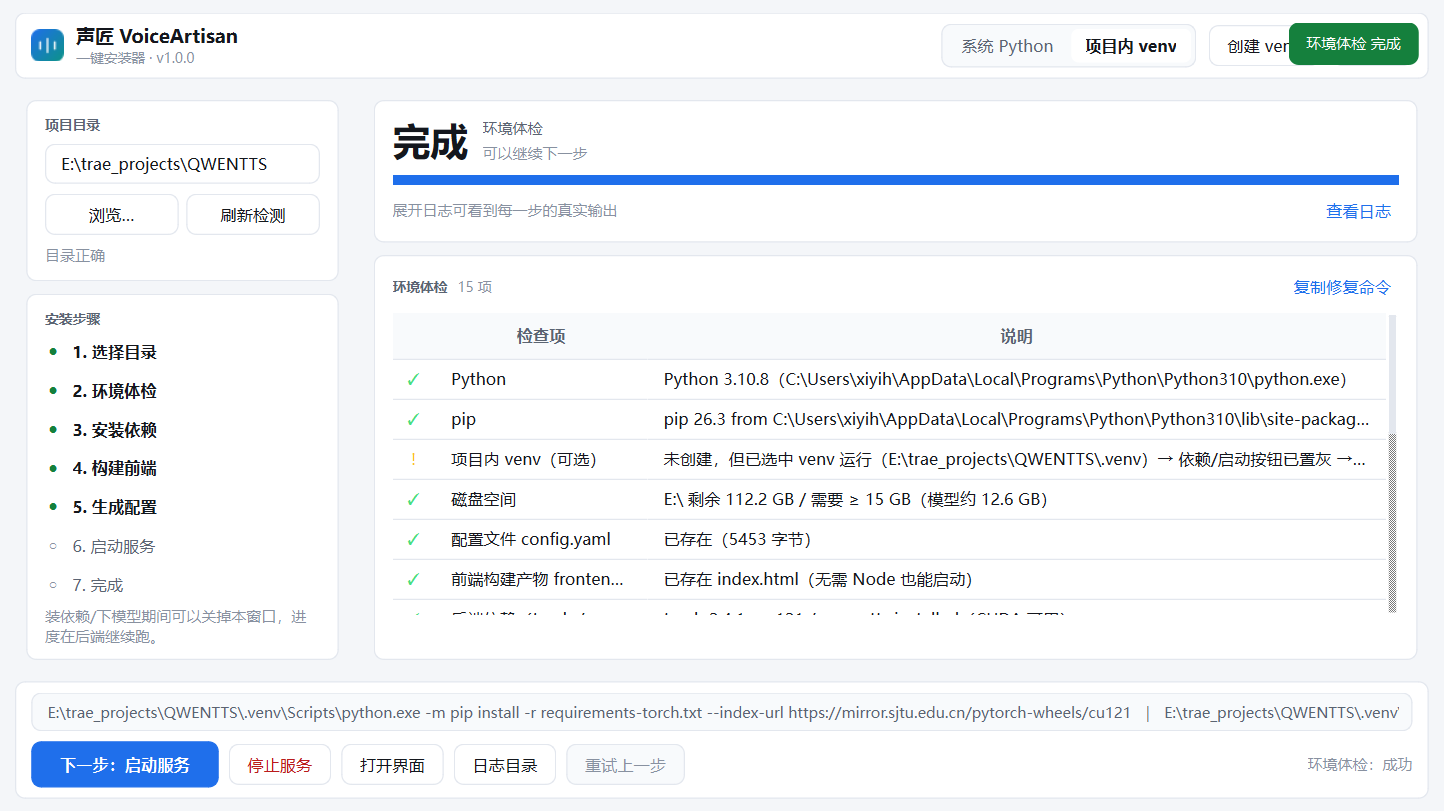 声匠 VoiceArtisan
一键安装器 · v1.0.0
系统 Python
项目内 venv
创建 ven
环境体检 完成
项目目录
E:\trae_projects\QWENTTS
浏览...
刷新检测
目录正确
安装步骤
1. 选择目录
2. 环境体检
3. 安装依赖
4. 构建前端
5. 生成配置
6. 启动服务
7. 完成
装依赖/下模型期间可以关掉本窗口，进
度在后端继续跑。
完成
环境体检
可以继续下一步
展开日志可看到每一步的真实输出
查看日志
环境体检 15 项
复制修复命令
检查项 说明
✓ Python Python 3.10.8（C:\Users\xiyih\AppData\Local\Programs\Python\Python310\python.exe）
✓ pip pip 26.3 from C:\Users\xiyih\AppData\Local\Programs\Python\Python310\lib\site-packag...
! 项目内 venv（可选） 未创建，但已选中 venv 运行（E:\trae_projects\QWENTTS\.venv）→ 依赖/启动按钮已置灰 →...
✓ 磁盘空间 E:\ 剩余 112.2 GB / 需要 ≥ 15 GB（模型约 12.6 GB）
✓ 配置文件 config.yaml 已存在（5453 字节）
✓ 前端构建产物 fronten... 已存在 index.html（无需 Node 也能启动）
E:\trae_projects\QWENTTS\.venv\Scripts\python.exe -m pip install -r requirements-torch.txt --index-url https://mirror.sjtu.edu.cn/pytorch-wheels/cu121 | E:\trae_projects\QWENTTS\.venv\
下一步：启动服务
停止服务
打开界面
日志目录
重试上一步
环境体检：成功